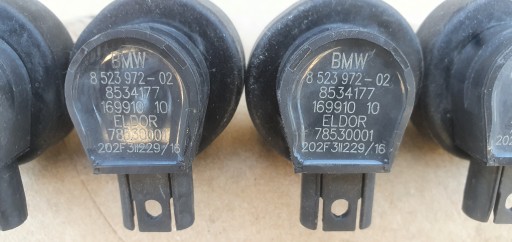 BMW
8 523 972-02
8534177
169910 10
ELDOR
78530001
202F311229/16
BMW
8 523 972-02
8534177
169910 10
ELDOR
78530001
202F311229/16